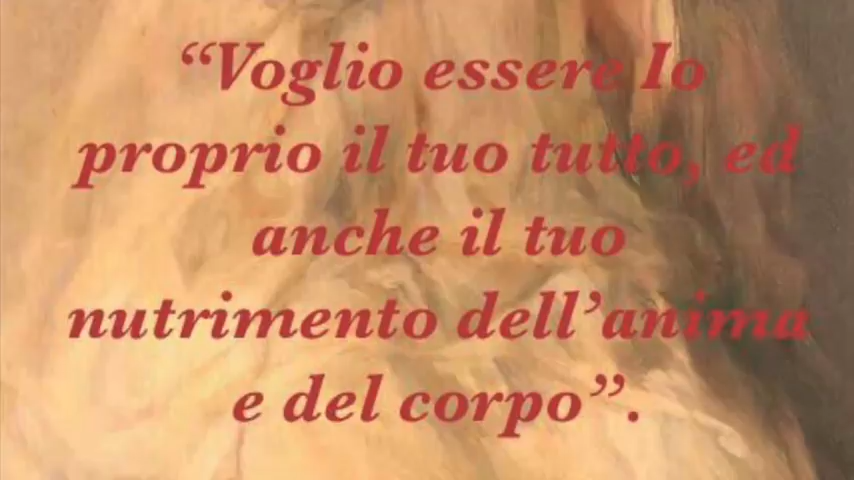 “Voglio essere Io
proprio il tuo tutto, ed
anche il tuo
nutrimento dell’anima
e del corpo”.